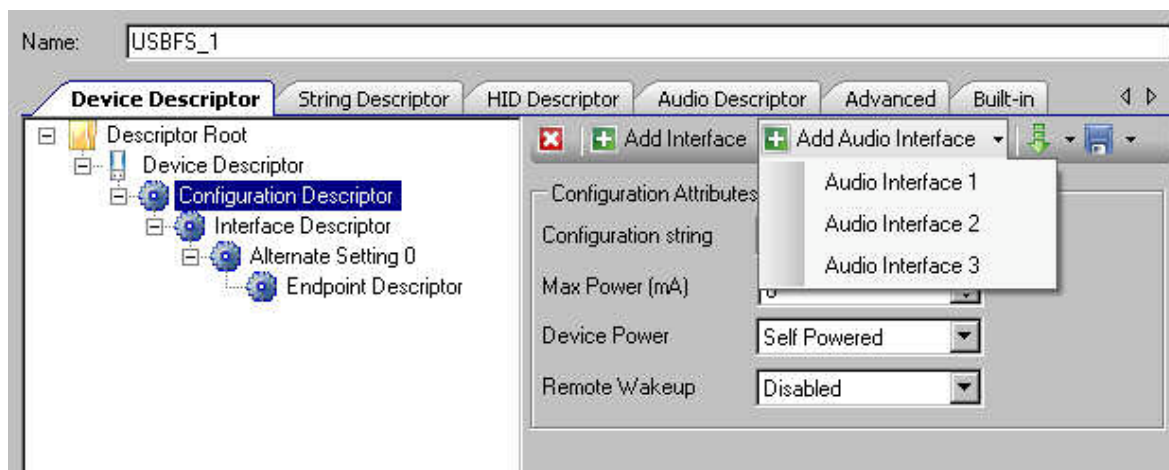 Name: USBFS_1
Device Descriptor String Descriptor HID Descriptor Audio Descriptor Advanced Built-in
Descriptor Root
Device Descriptor
Configuration Descriptor
Interface Descriptor
Alternate Setting 0
Endpoint Descriptor
Add Interface Add Audio Interface
Audio Interface 1
Audio Interface 2
Audio Interface 3
Configuration Attributes
Configuration string
Max Power (mA)
Device Power Self Powered
Remote Wakeup Disabled